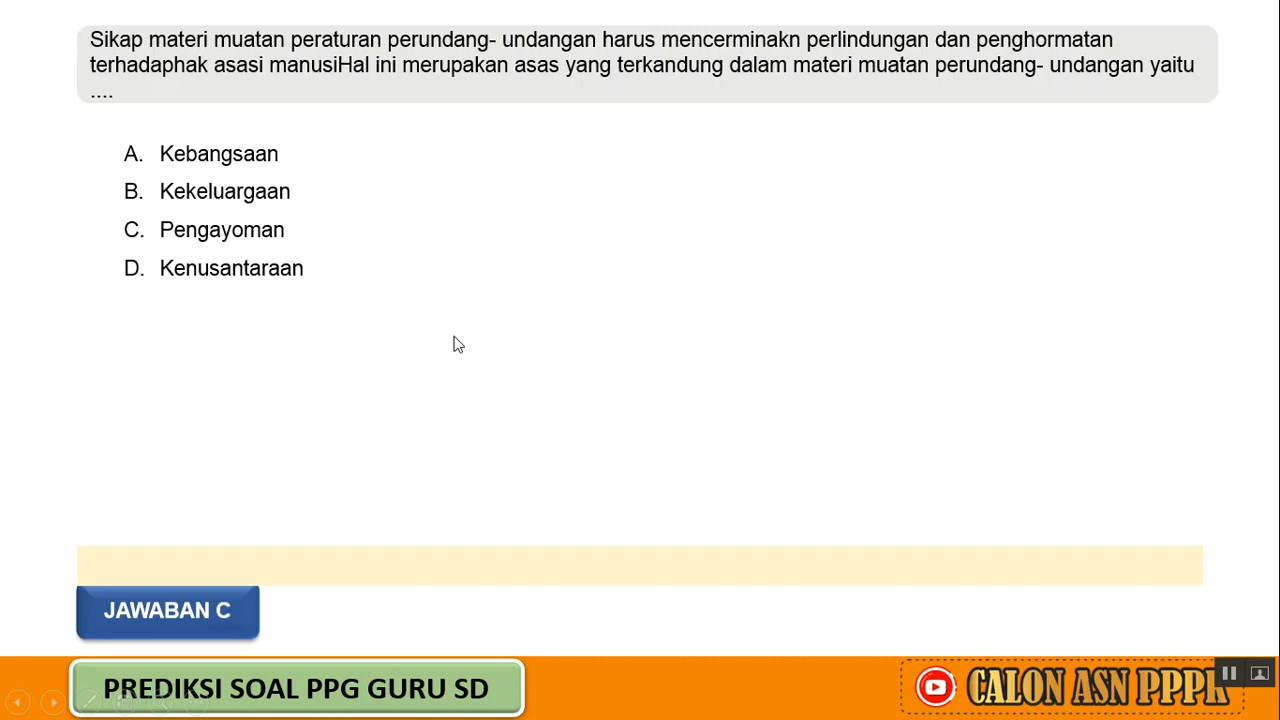 Sikap materi muatan peraturan perundang- undangan harus mencerminakn perlindungan dan penghormatan
terhadaphak asasi manusiHal ini merupakan asas yang terkandung dalam materi muatan perundang- undangan yaitu
....
A. Kebangsaan
B. Kekeluargaan
C. Pengayoman
D. Kenusantaraan
JAWABAN C
PREDIKSI SOAL PPG GURU SD
CALON ASN PPPK